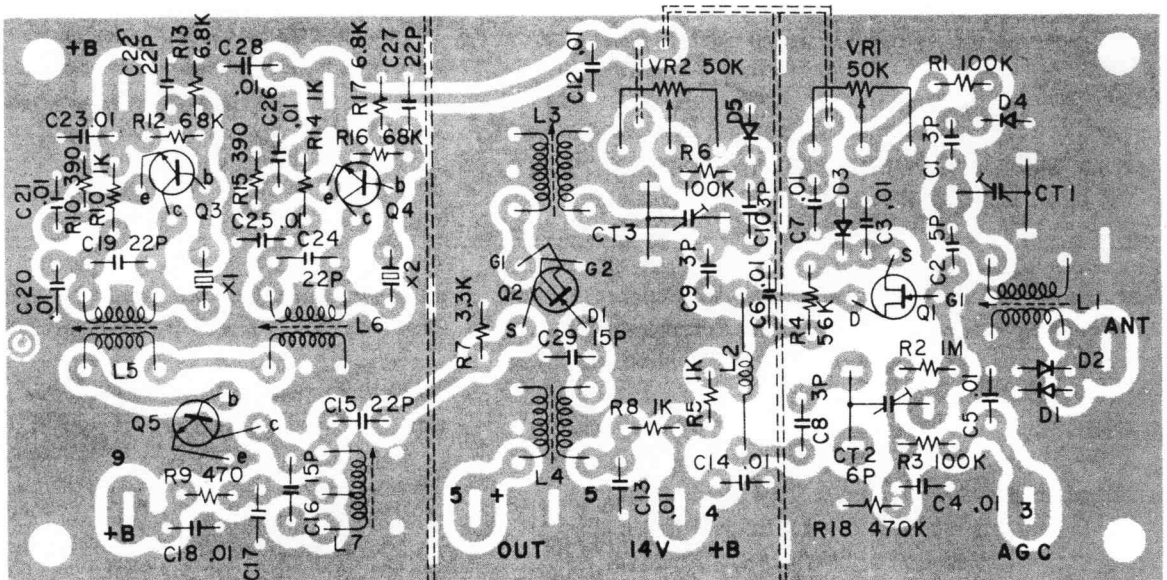 +B
C22 22P
R13 6.8K
C28 .01
R17 6.8K
C27 22P
C12 .01
VR2 50K
VR1 50K
R1 100K
C26 .01
R14 1K
D5
D4
C23 .01
R12 68K
R16 68K
L3
R6 100K
C1 3P
C21 .01
R10 390
R10 1K
b
e
c
Q3
R15 390
b
e
c
Q4
CT3
C10 3P
C7 .01
D3
C3 .01
CT1
C19 22P
C25 .01
C24 22P
G1
G2
Q2
S
D1
C9 3P
C6 .01
S
D
G1
Q1
C2 5P
C20 .01
X1
X2
R7 3.3K
C29 15P
R4 56K
L1
ANT
L5
L6
L2
R2 1M
D2
D1
Q5
b
c
e
C15 22P
R8 1K
R5 1K
C8 3P
CT2 6P
C5 .01
9
R9 470
C16 15P
L4
C14 .01
R3 100K
+B
C18 .01
C17
L7
5 +
5
C13 .01
4
R18 470K
C4 .01
3
OUT
14V
+B
AGC